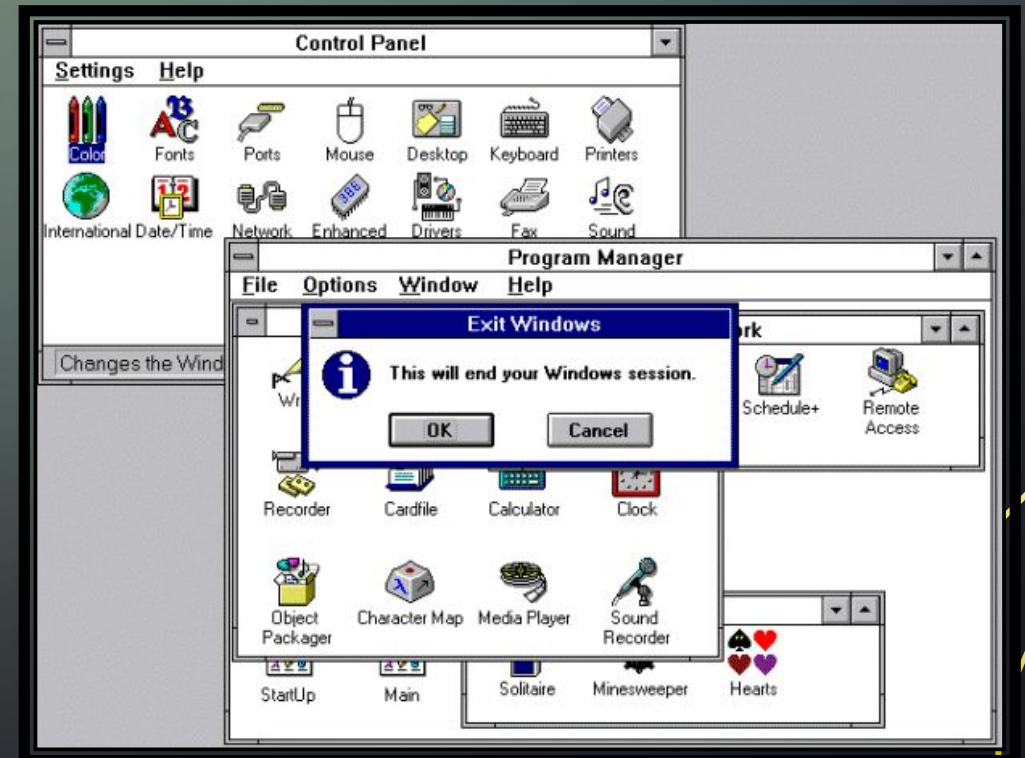 Control Panel
Settings Help
Color Fonts Ports Mouse Desktop Keyboard Printers
386
International Date/Time Network Enhanced Drivers Fax Sound
Changes the Wind
Program Manager
File Options Window Help
rk
Schedule+ Remote Access
Exit Windows
This will end your Windows session.
OK Cancel
Wr
Recorder Cardfile Calculator Clock
Object Packager Character Map Media Player Sound Recorder
StartUp Main Solitaire Minesweeper Hearts